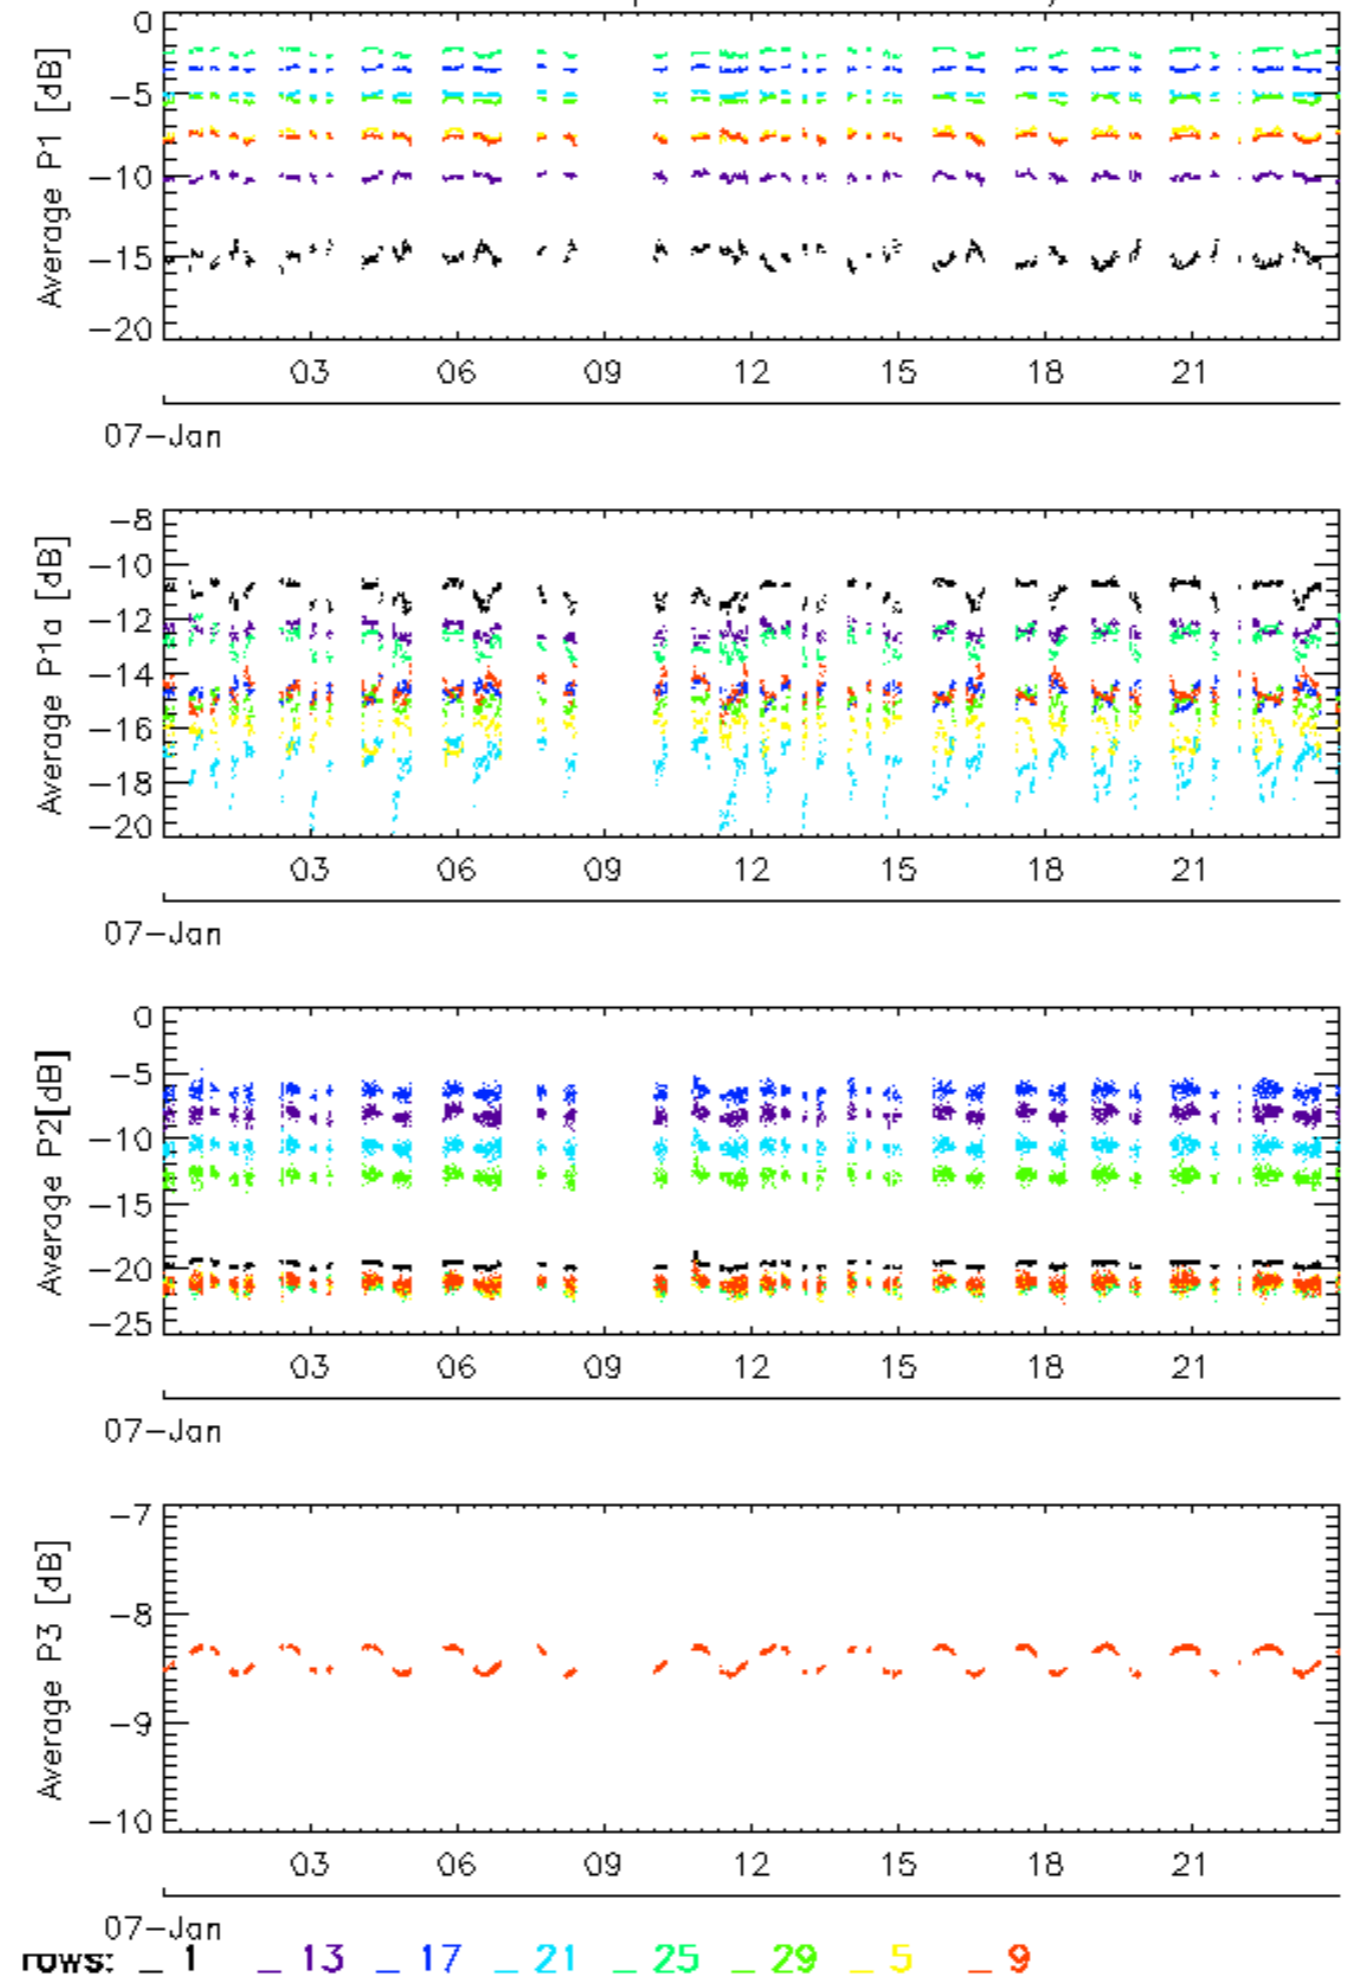 0
−5
−10
−15
−20
Average P1 [dB]
03 06 09 12 15 18 21
07−Jan
−8
−10
−12
−14
−16
−18
−20
Average P1a [dB]
03 06 09 12 15 18 21
07−Jan
0
−5
−10
−15
−20
−25
Average P2[dB]
03 06 09 12 15 18 21
07−Jan
−7
−8
−9
−10
Average P3 [dB]
03 06 09 12 15 18 21
07−Jan
rows: _ 1 _ 13 _ 17 _ 21 _ 25 _ 29 _ 5 _ 9